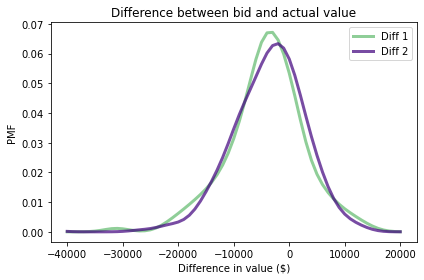 Difference between bid and actual value
Diff 1
Diff 2
PMF
0.07
0.06
0.05
0.04
0.03
0.02
0.01
0.00
−40000 −30000 −20000 −10000 0 10000 20000
Difference in value ($)